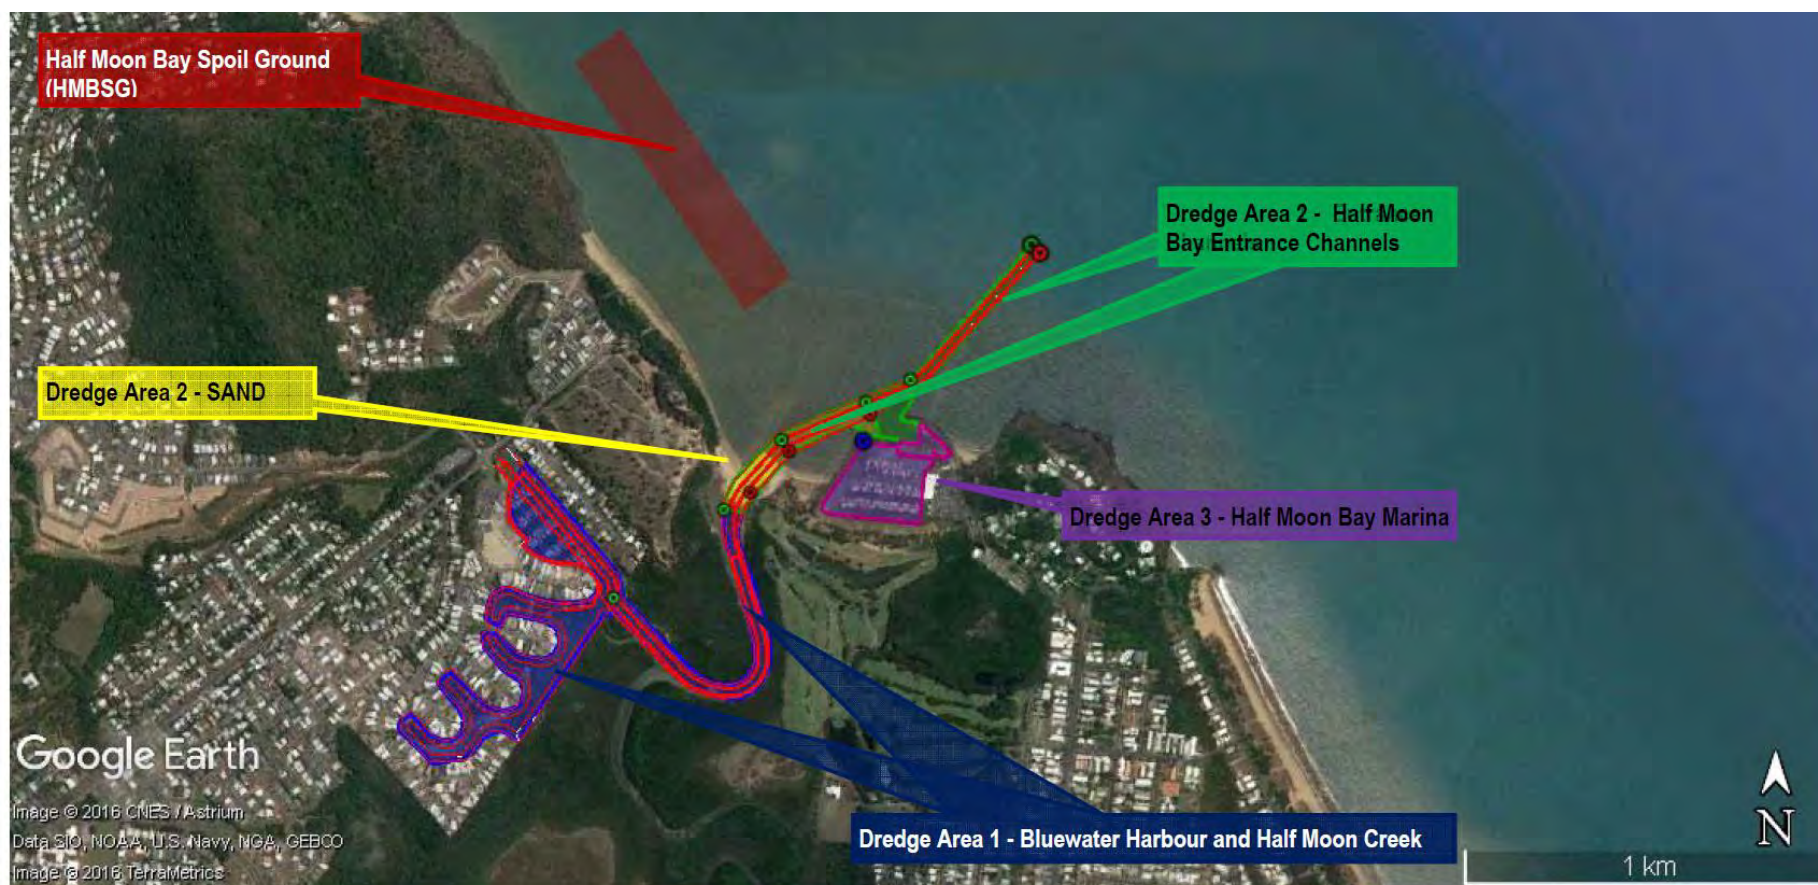 Half Moon Bay Spoil Ground
(HMBSG)
Dredge Area 2 - Half Moon
Bay Entrance Channels
Dredge Area 2 - SAND
Dredge Area 3 - Half Moon Bay Marina
Google Earth
Image © 2016 CNES / Astrium
Data SIO, NOAA, U.S. Navy, NGA, GEBCO
Image © 2016 TerraMetrics
Dredge Area 1 - Bluewater Harbour and Half Moon Creek
N
1 km